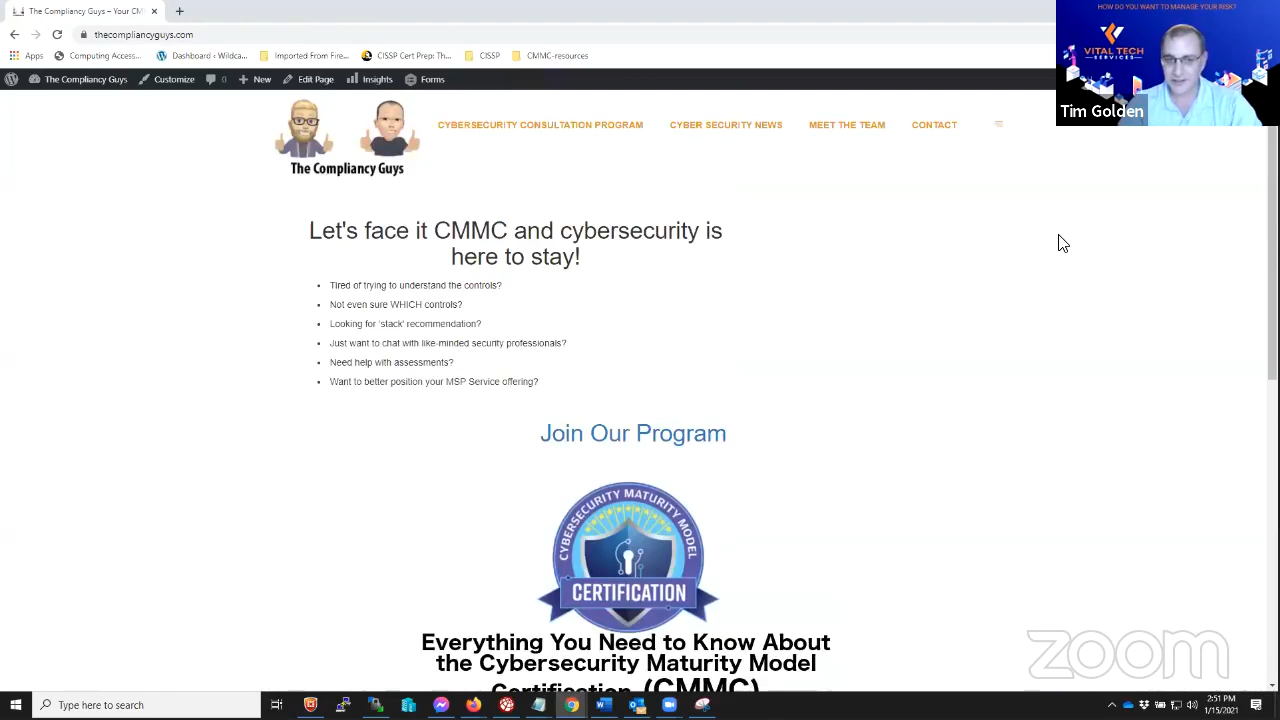 The Compliancy Guys – Your CM
thecompliancyguys.com
Apps
Computing Access...
Dashboard ‹ Wildca...
Imported From Fire...
CISSP Cert Prep: Th...
CISSP
CMMC-resources
The Compliancy Guys
Customize
0
New
Edit Page
Insights
Forms
HOW DO YOU WANT TO MANAGE YOUR RISK?
VITAL TECH
SERVICES
Tim Golden
CYBERSECURITY CONSULTATION PROGRAM
CYBER SECURITY NEWS
MEET THE TEAM
CONTACT
The Compliancy Guys
Let's face it CMMC and cybersecurity is
here to stay!
Tired of trying to understand the controls?
Not even sure WHICH controls?
Looking for 'stack' recommendation?
Just want to chat with like-minded security professionals?
Need help with assessments?
Want to better position your MSP Service offering?
Join Our Program
CYBERSECURITY MATURITY MODEL
CERTIFICATION
Everything You Need to Know About
the Cybersecurity Maturity Model
Certification (CMMC)
zoom
Type here to search
2:51 PM
1/15/2021